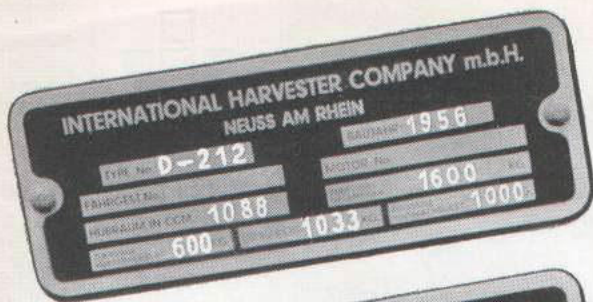 INTERNATIONAL HARVESTER COMPANY m.b.H.
NEUSS AM RHEIN
TYPE No D-212 BAUJAHR 1956
FAHRGEST.No. MOTOR No.
HUBRAUM IN CCM 1088 1600 KG
600 1033 KG 1000